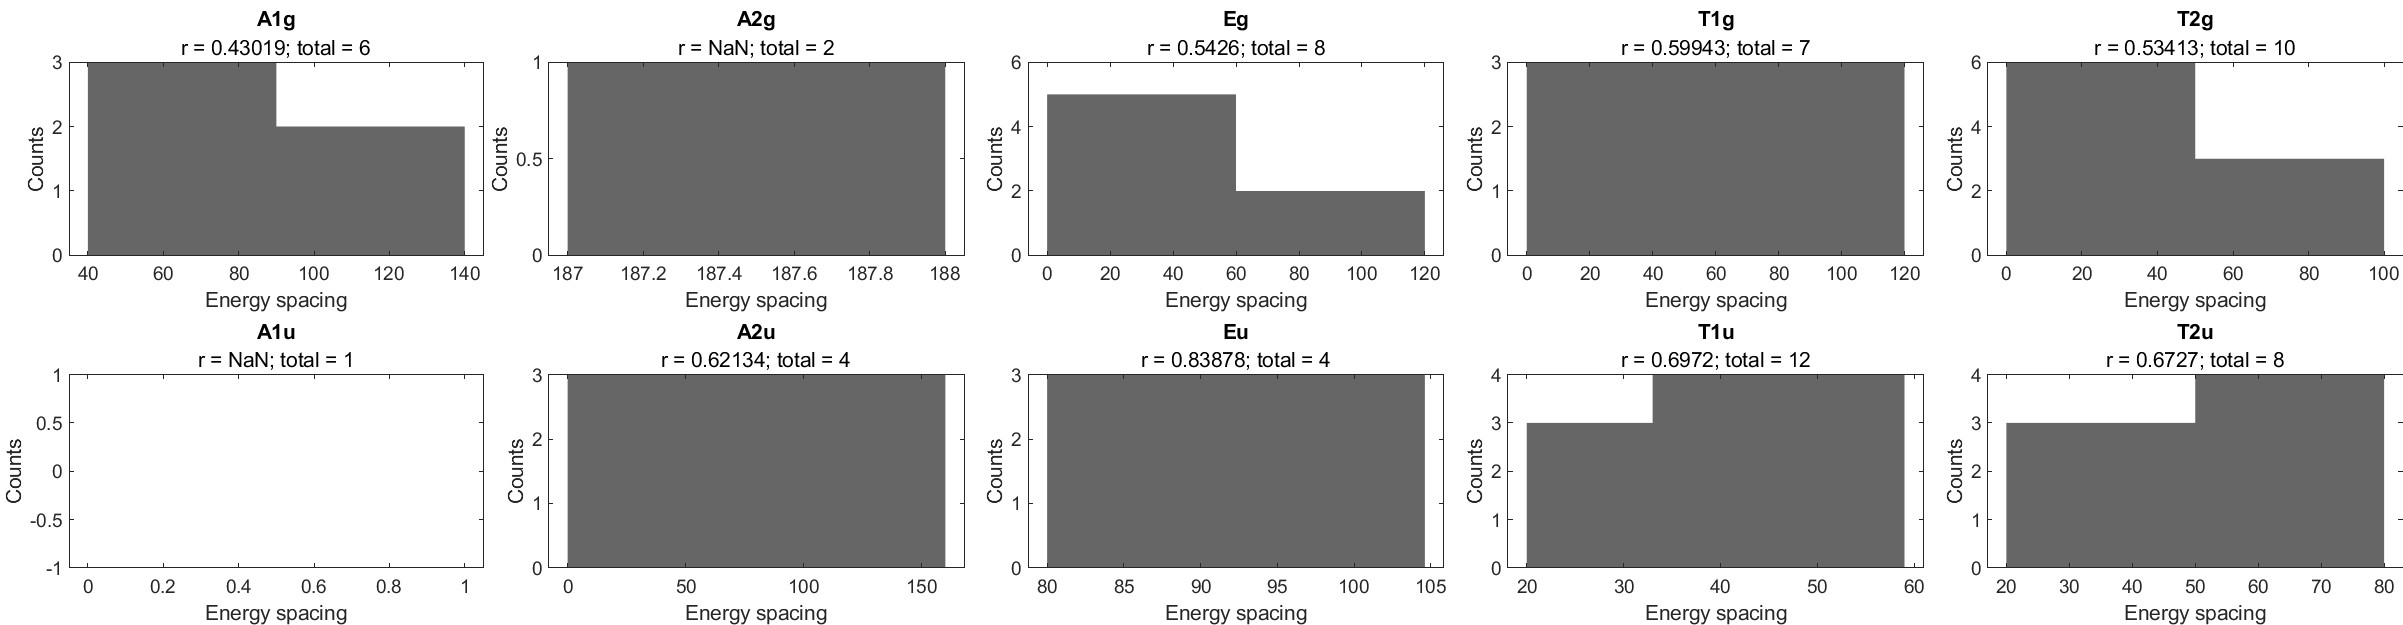 A1g
r = 0.43019; total = 6
3
2
1
0
Counts
40 60 80 100 120 140
Energy spacing
A2g
r = NaN; total = 2
1
0.5
0
Counts
187 187.2 187.4 187.6 187.8 188
Energy spacing
Eg
r = 0.5426; total = 8
6
4
2
0
Counts
0 20 40 60 80 100 120
Energy spacing
T1g
r = 0.59943; total = 7
3
2
1
0
Counts
0 20 40 60 80 100 120
Energy spacing
T2g
r = 0.53413; total = 10
6
4
2
0
Counts
0 20 40 60 80 100
Energy spacing
A1u
r = NaN; total = 1
1
0.5
0
-0.5
-1
Counts
0 0.2 0.4 0.6 0.8 1
Energy spacing
A2u
r = 0.62134; total = 4
3
2
1
0
Counts
0 50 100 150
Energy spacing
Eu
r = 0.83878; total = 4
3
2
1
0
Counts
80 85 90 95 100 105
Energy spacing
T1u
r = 0.6972; total = 12
4
3
2
1
0
Counts
20 30 40 50 60
Energy spacing
T2u
r = 0.6727; total = 8
4
3
2
1
0
Counts
20 30 40 50 60 70 80
Energy spacing